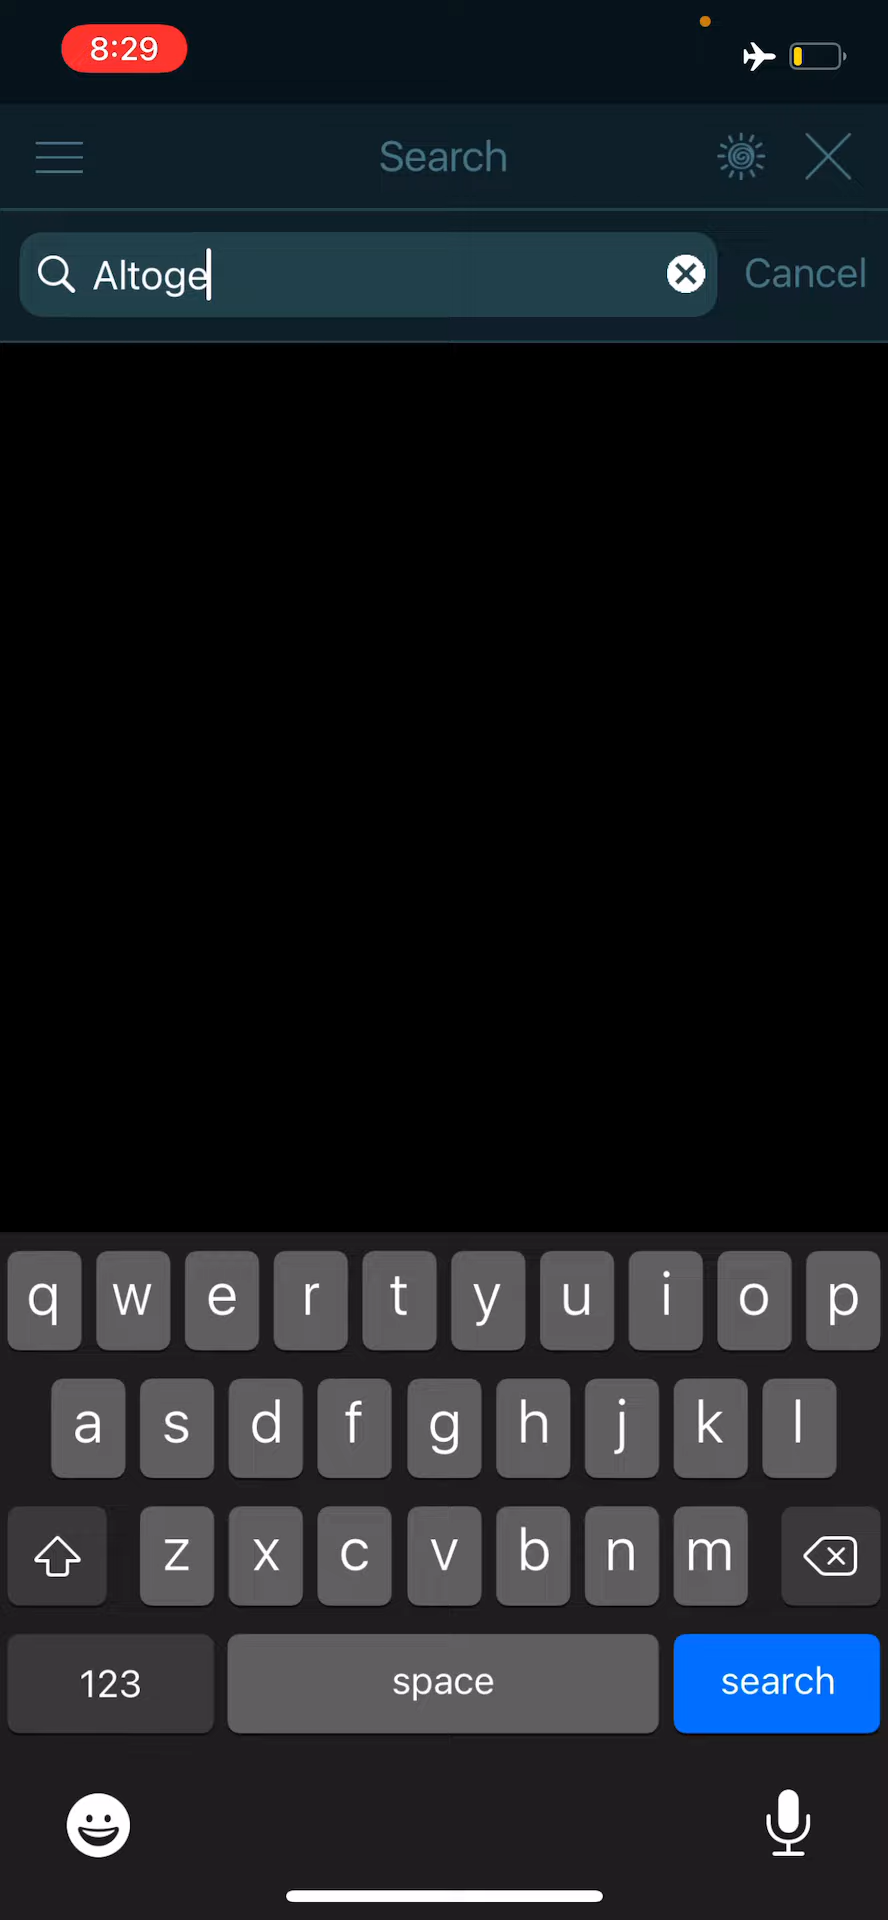 8:29
Search
Altoge
Cancel
q w e r t y u i o p
a s d f g h j k l
z x c v b n m
123 space search